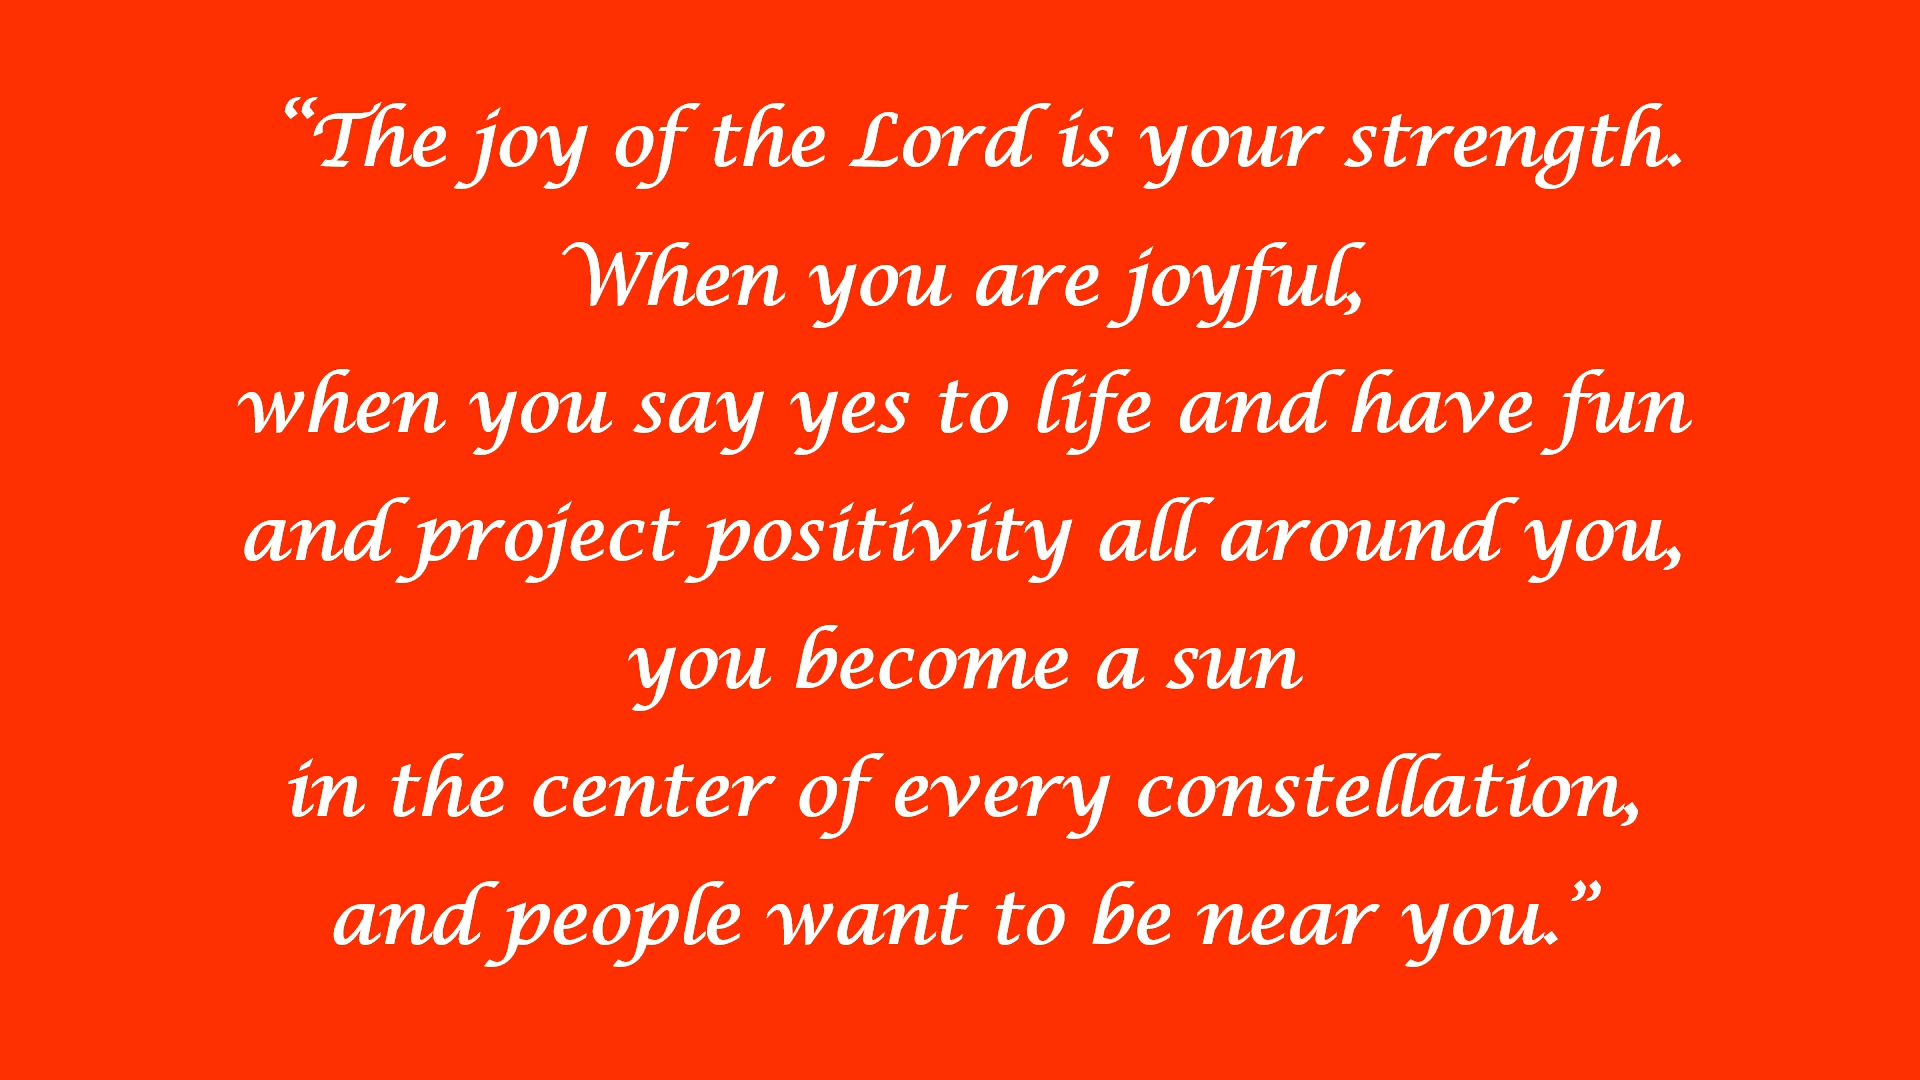 “The joy of the Lord is your strength.
When you are joyful,
when you say yes to life and have fun
and project positivity all around you,
you become a sun
in the center of every constellation,
and people want to be near you.”